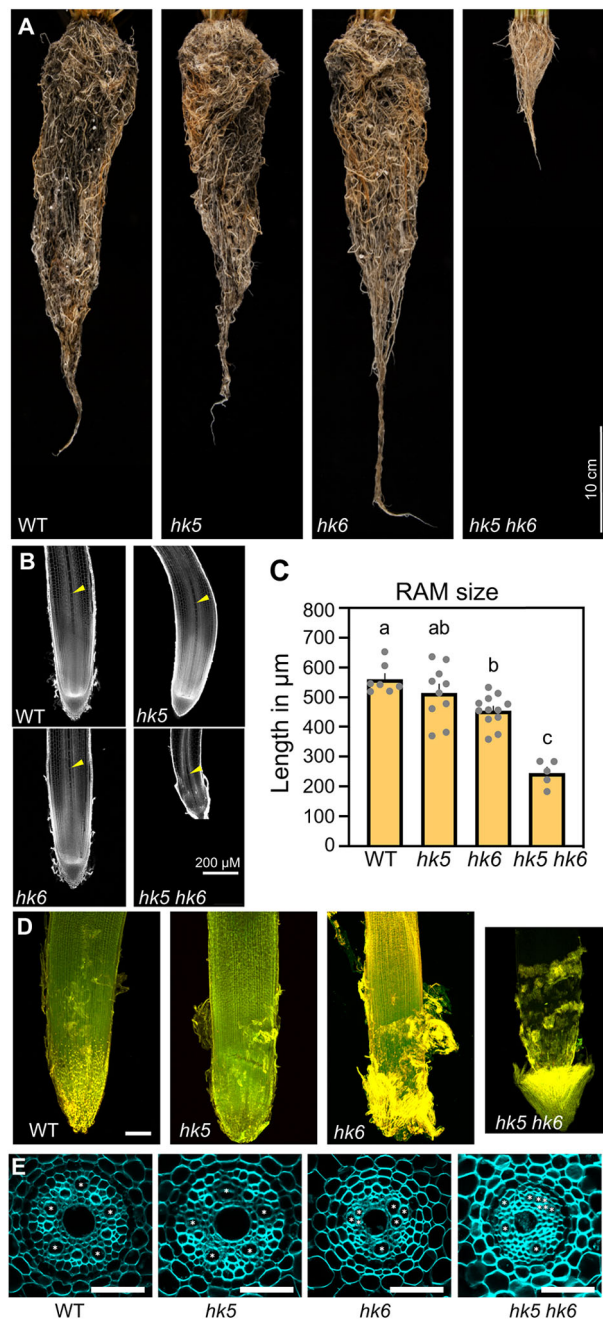 A
WT
hk5
hk6
hk5 hk6
10 cm
B
WT
hk5
hk6
hk5 hk6
200 µM
C
RAM size
Length in µm
800
700
600
500
400
300
200
100
0
a
ab
b
c
WT
hk5
hk6
hk5 hk6
D
WT
hk5
hk6
hk5 hk6
E
* * * * * *
* * * * *
* * * * * *
* * * * * * *
WT
hk5
hk6
hk5 hk6